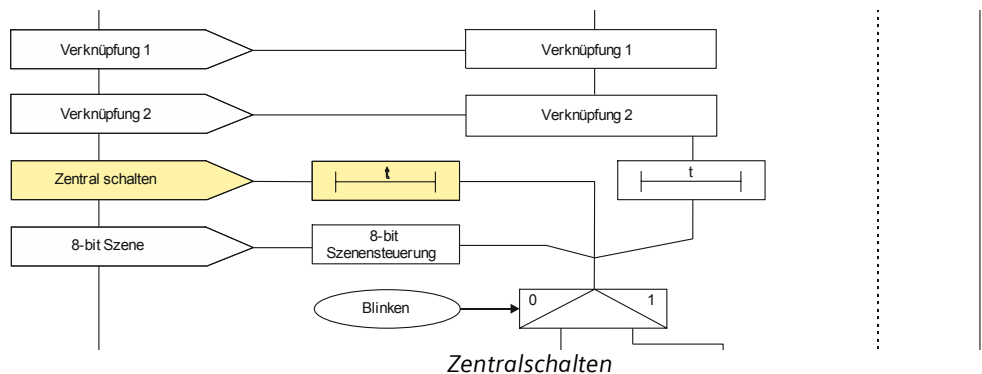 Verknüpfung 1
Verknüpfung 1
Verknüpfung 2
Verknüpfung 2
Zentral schalten
t
t
8-bit Szene
8-bit
Szenensteuerung
Blinken
0
1
Zentralschalten